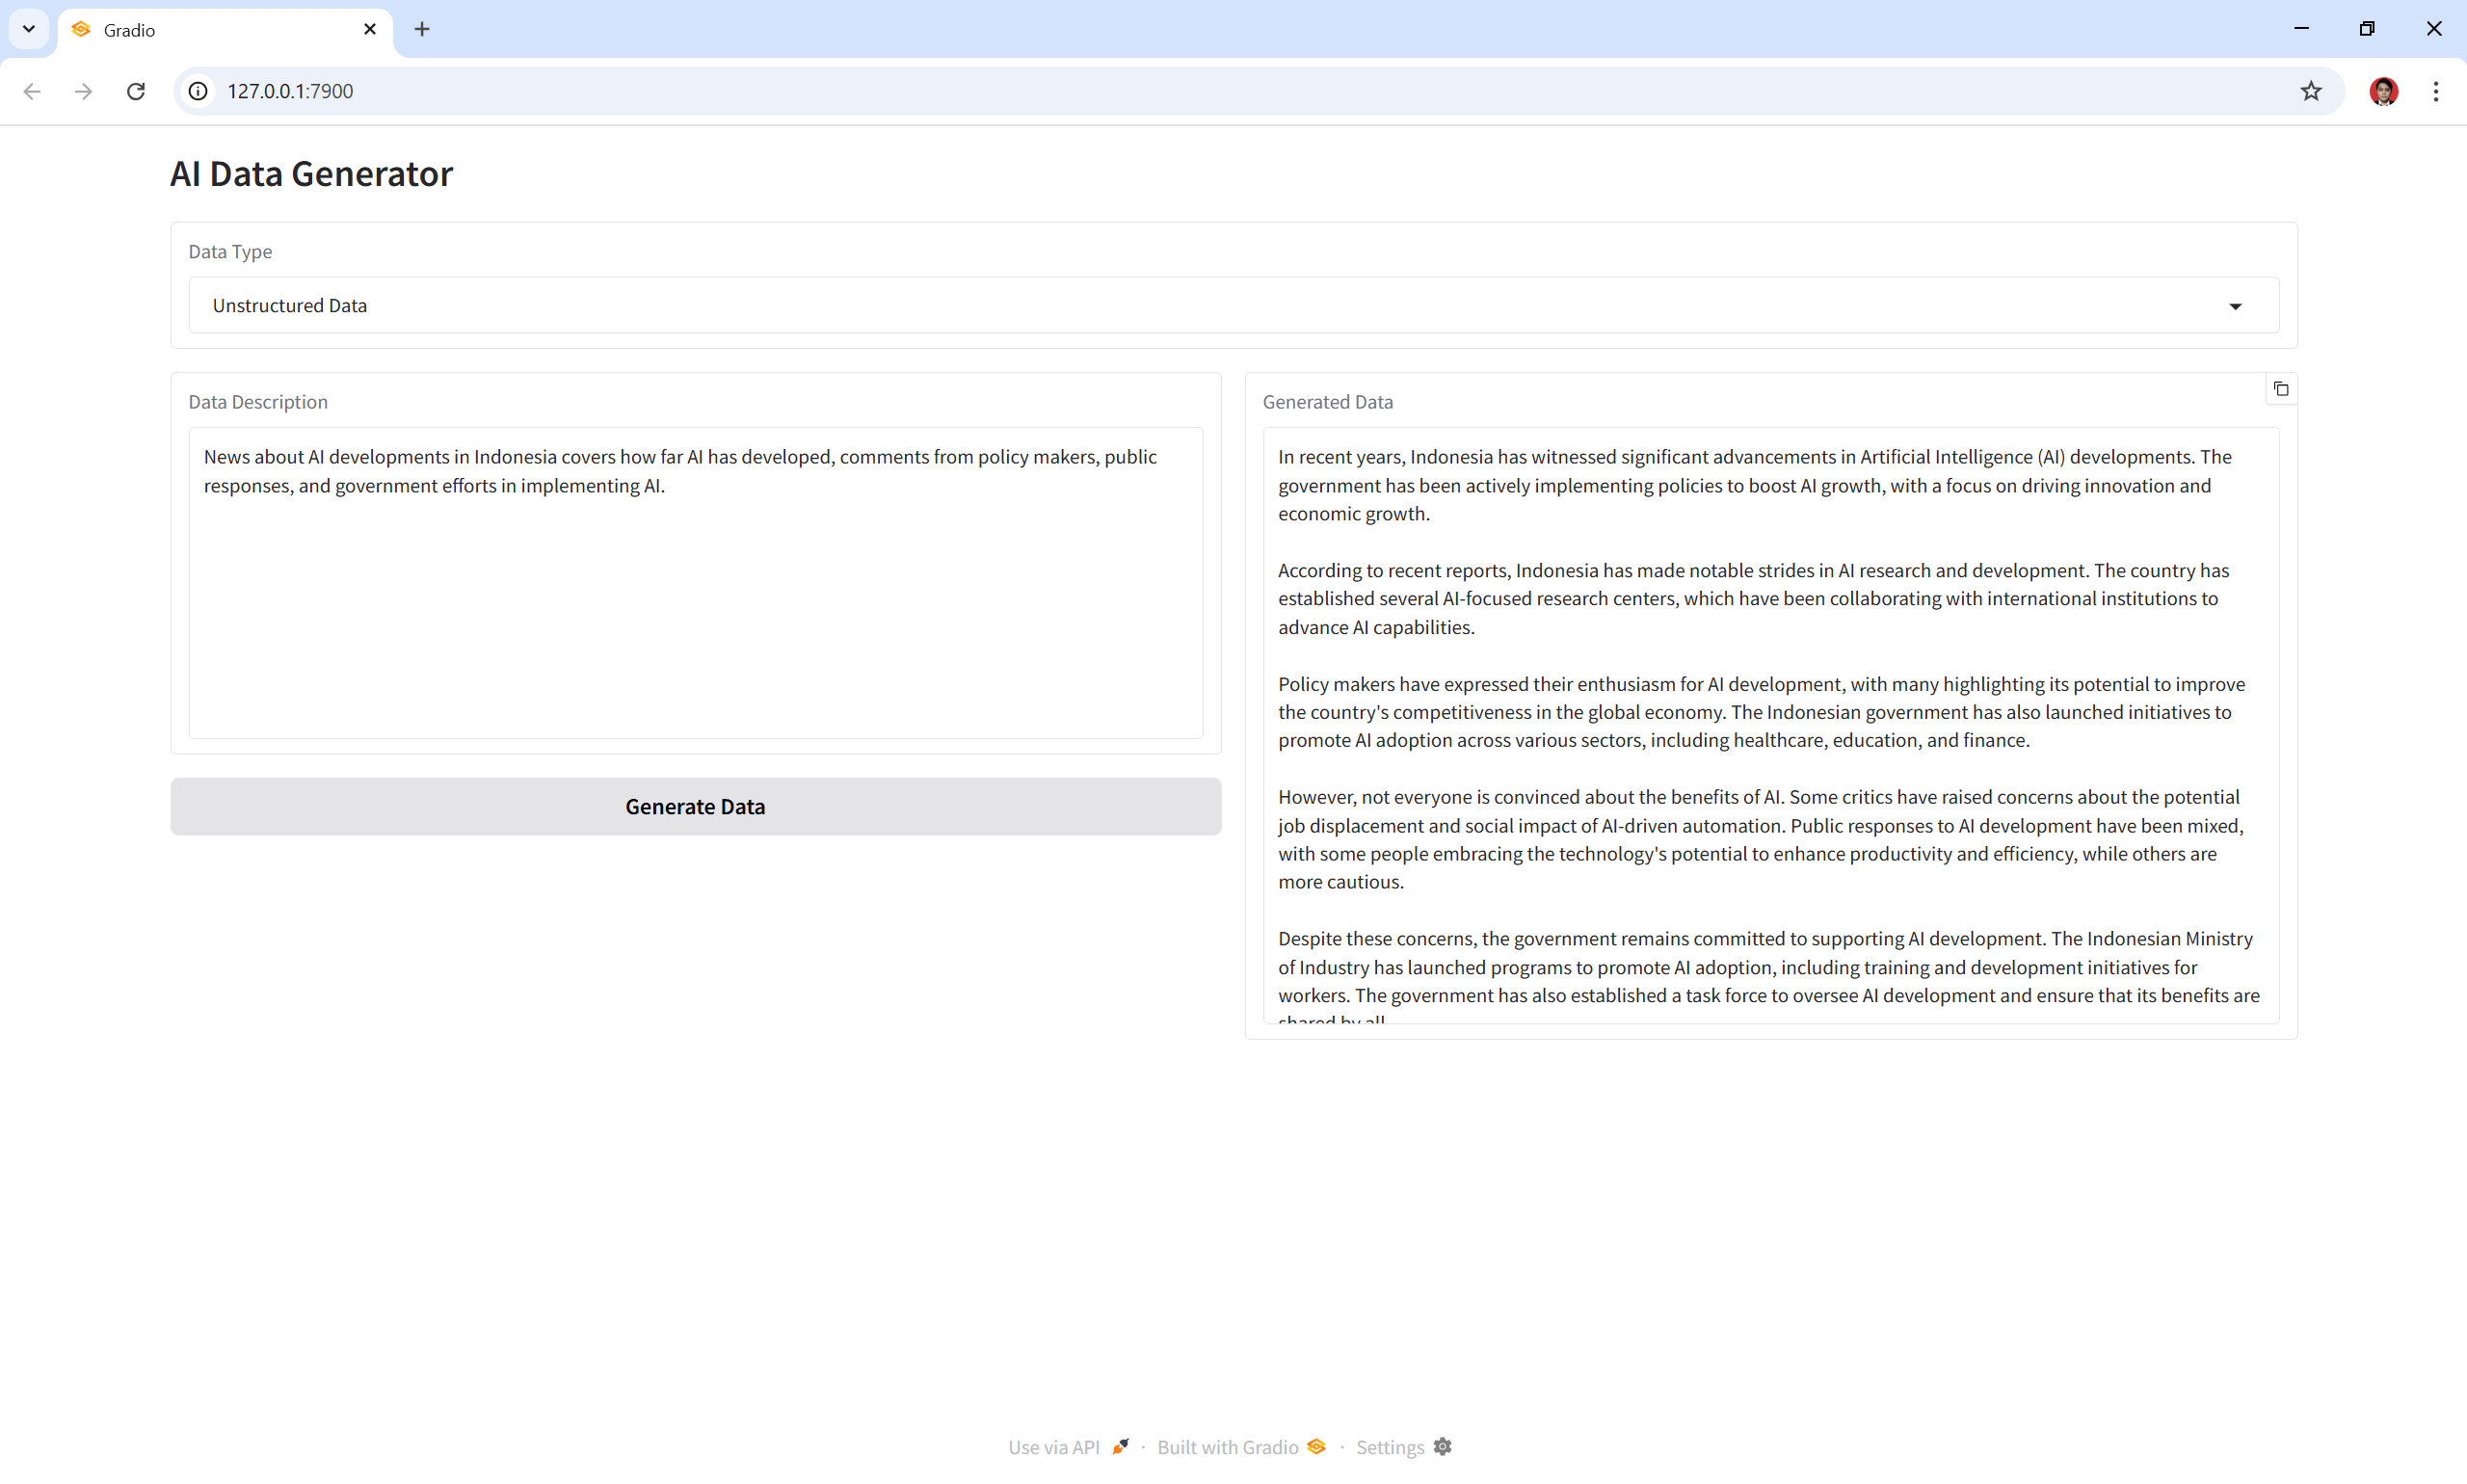 Gradio
127.0.0.1:7900
AI Data Generator
Data Type
Unstructured Data
Data Description
News about AI developments in Indonesia covers how far AI has developed, comments from policy makers, public
responses, and government efforts in implementing AI.
Generate Data
Generated Data
In recent years, Indonesia has witnessed significant advancements in Artificial Intelligence (AI) developments. The
government has been actively implementing policies to boost AI growth, with a focus on driving innovation and
economic growth.
According to recent reports, Indonesia has made notable strides in AI research and development. The country has
established several AI-focused research centers, which have been collaborating with international institutions to
advance AI capabilities.
Policy makers have expressed their enthusiasm for AI development, with many highlighting its potential to improve
the country's competitiveness in the global economy. The Indonesian government has also launched initiatives to
promote AI adoption across various sectors, including healthcare, education, and finance.
However, not everyone is convinced about the benefits of AI. Some critics have raised concerns about the potential
job displacement and social impact of AI-driven automation. Public responses to AI development have been mixed,
with some people embracing the technology's potential to enhance productivity and efficiency, while others are
more cautious.
Despite these concerns, the government remains committed to supporting AI development. The Indonesian Ministry
of Industry has launched programs to promote AI adoption, including training and development initiatives for
workers. The government has also established a task force to oversee AI development and ensure that its benefits are
shared by all
Use via API · Built with Gradio · Settings